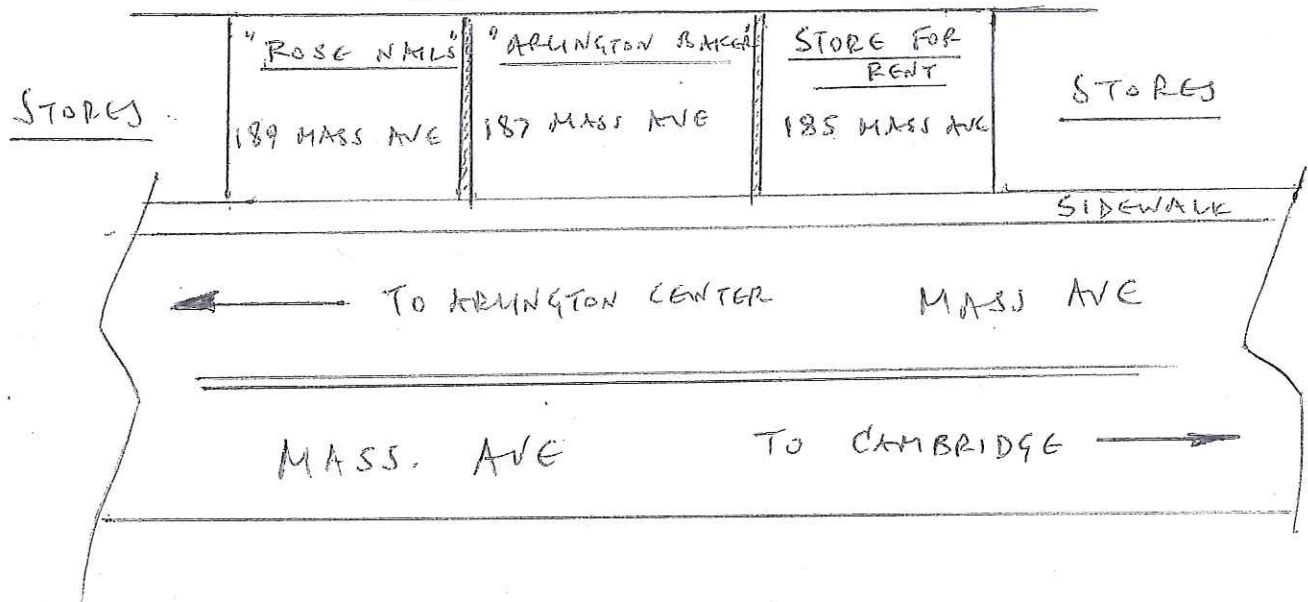 "ROSE NAILS"
"ARLINGTON BAKER"
STORE FOR
RENT
STORES
STORES
189 MASS AVE
187 MASS AVE
185 MASS AVE
SIDEWALK
TO ARLINGTON CENTER
MASS AVE
MASS. AVE
TO CAMBRIDGE